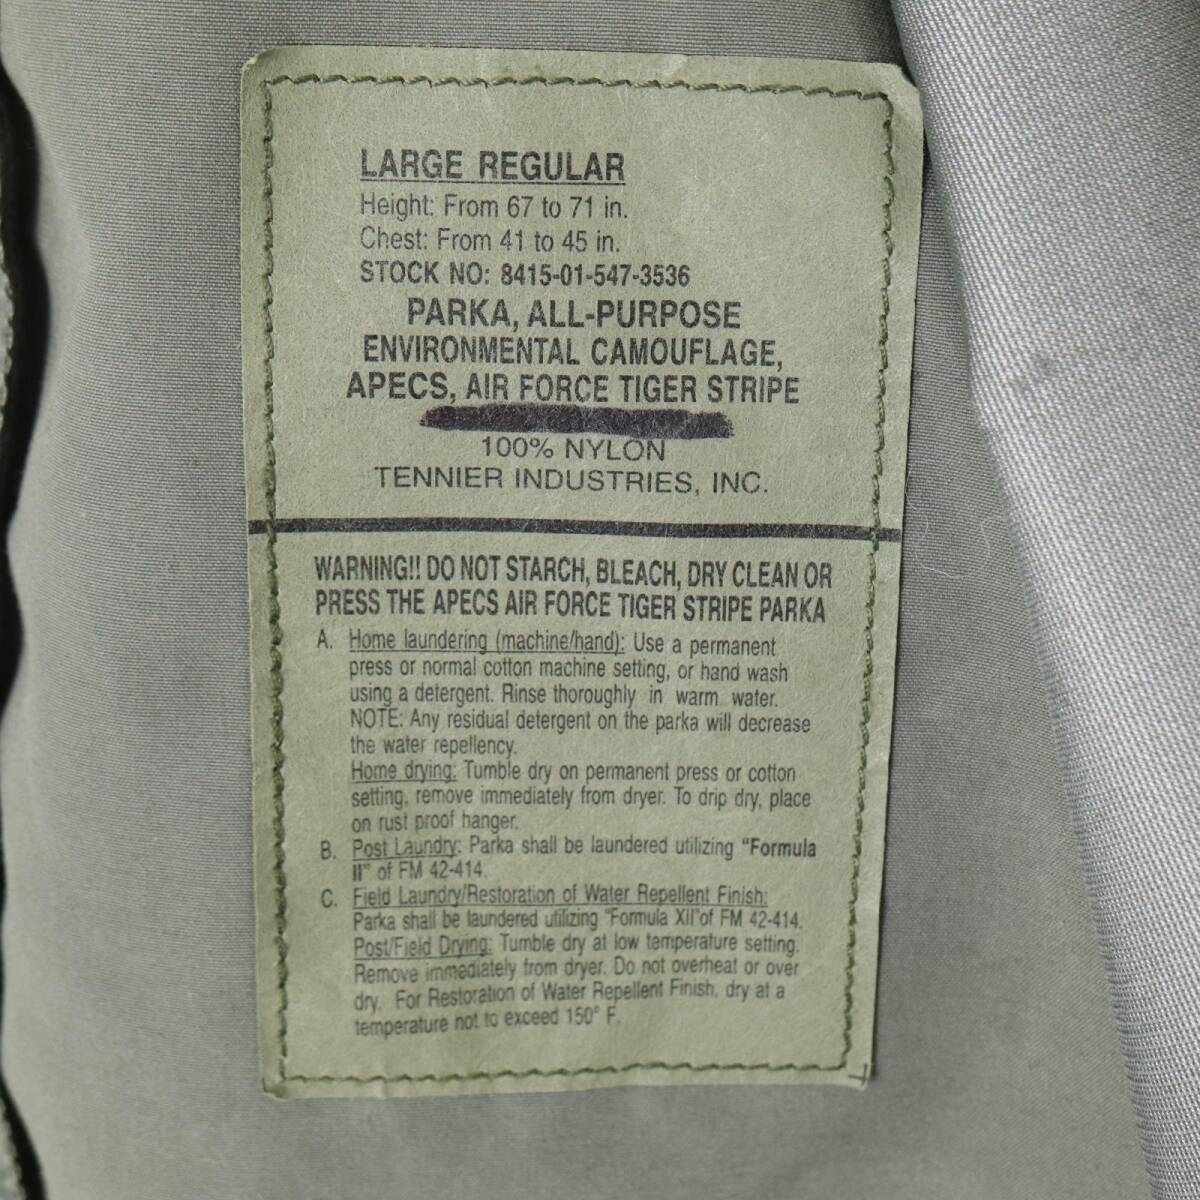 LARGE REGULAR
Height: From 67 to 71 in.
Chest: From 41 to 45 in.
STOCK NO: 8415-01-547-3536
PARKA, ALL-PURPOSE
ENVIRONMENTAL CAMOUFLAGE,
APECS, AIR FORCE TIGER STRIPE
100% NYLON
TENNIER INDUSTRIES, INC.
WARNING!! DO NOT STARCH, BLEACH, DRY CLEAN OR
PRESS THE APECS AIR FORCE TIGER STRIPE PARKA
A. Home laundering (machine/hand): Use a permanent
press or normal cotton machine setting, or hand wash
using a detergent. Rinse thoroughly in warm water.
NOTE: Any residual detergent on the parka will decrease
the water repellency.
Home drying: Tumble dry on permanent press or cotton
setting, remove immediately from dryer. To drip dry, place
on rust proof hanger.
B. Post Laundry: Parka shall be laundered utilizing "Formula
II" of FM 42-414.
C. Field Laundry/Restoration of Water Repellent Finish:
Parka shall be laundered utilizing "Formula XII"of FM 42-414.
Post/Field Drying: Tumble dry at low temperature setting.
Remove immediately from dryer. Do not overheat or over
dry. For Restoration of Water Repellent Finish, dry at a
temperature not to exceed 150° F.